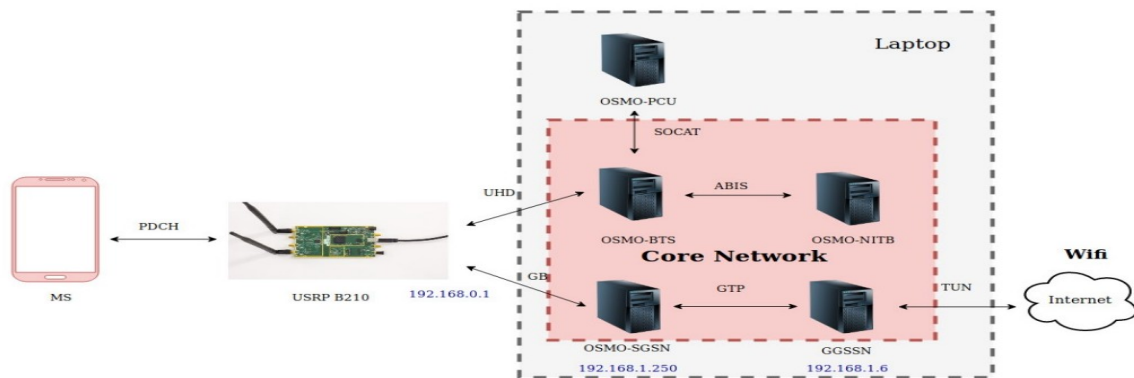 Laptop
OSMO-PCU
SOCAT
UHD
ABIS
PDCH
OSMO-BTS
OSMO-NITB
Core Network
Wifi
GB
GTP
TUN
Internet
MS
USRP B210
192.168.0.1
OSMO-SGSN
GGSSN
192.168.1.250
192.168.1.6